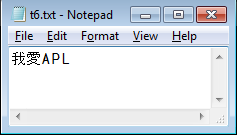 t6.txt - Notepad
File Edit Format View Help
我愛APL